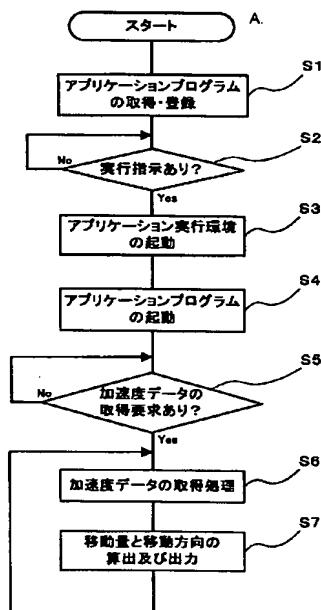 スタート
A.
アプリケーションプログラム
の取得・登録
S1
実行指示あり？
S2
No
Yes
アプリケーション実行環境
の起動
S3
アプリケーションプログラム
の起動
S4
加速度データの
取得要求あり？
S5
No
Yes
加速度データの取得処理
S6
移動量と移動方向の
算出及び出力
S7